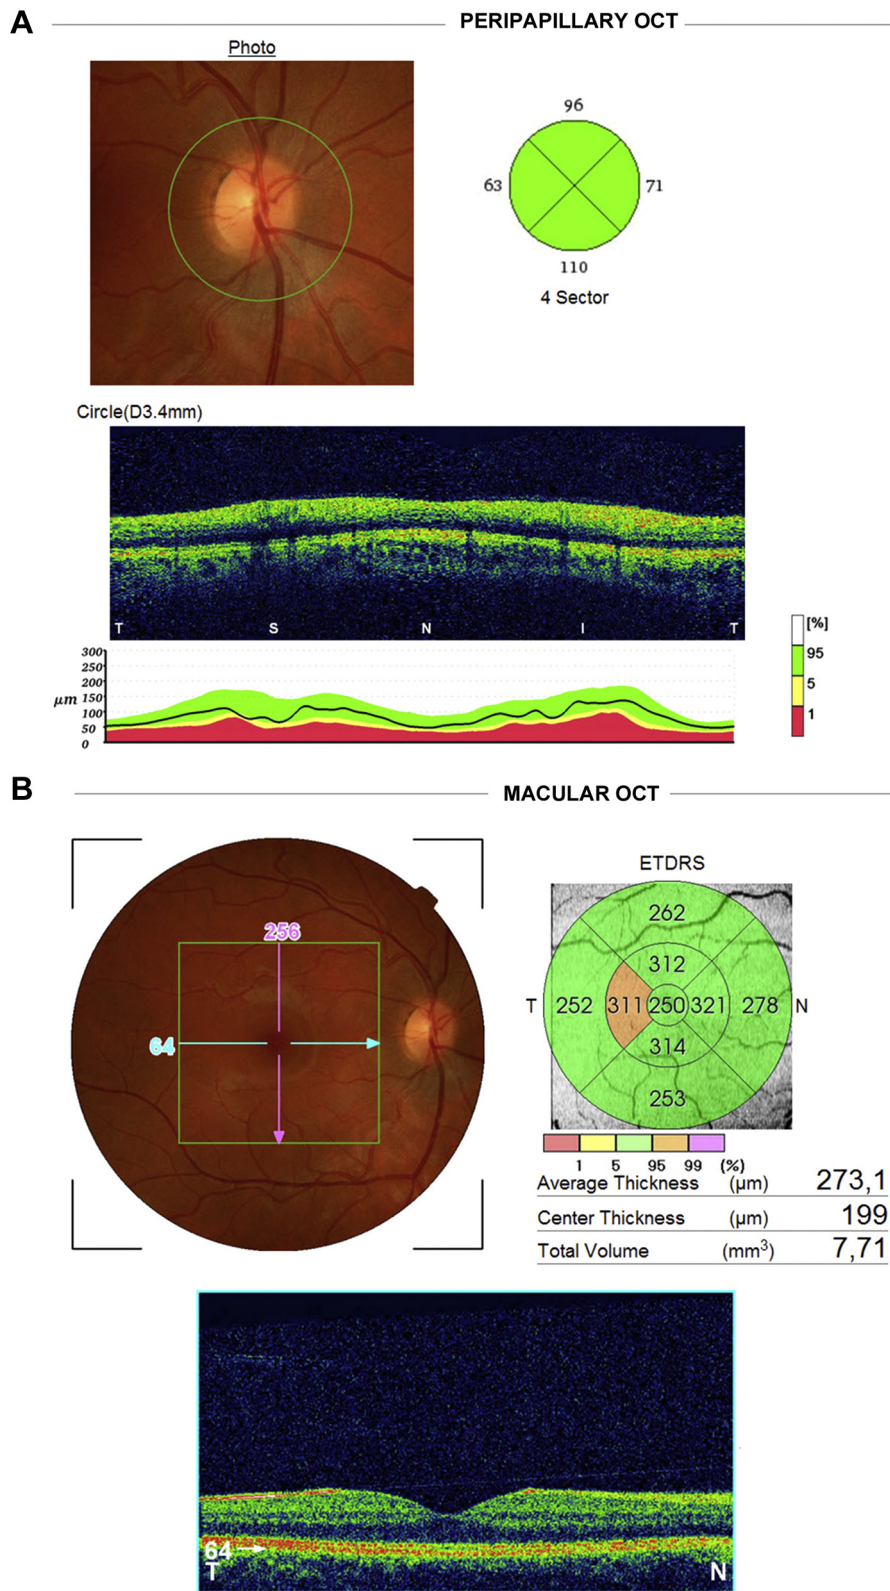 A
PERIPAPILLARY OCT
Photo
96
63
71
110
4 Sector
Circle(D3.4mm)
T S N I T
[%]
95
5
1
300
250
200
150
100
50
0
μm
B
MACULAR OCT
256
64
ETDRS
262
312
T 252 311 250 321 278 N
314
253
1 5 95 99 (%)
Average Thickness (μm) 273,1
Center Thickness (μm) 199
Total Volume (mm³) 7,71
64
T N